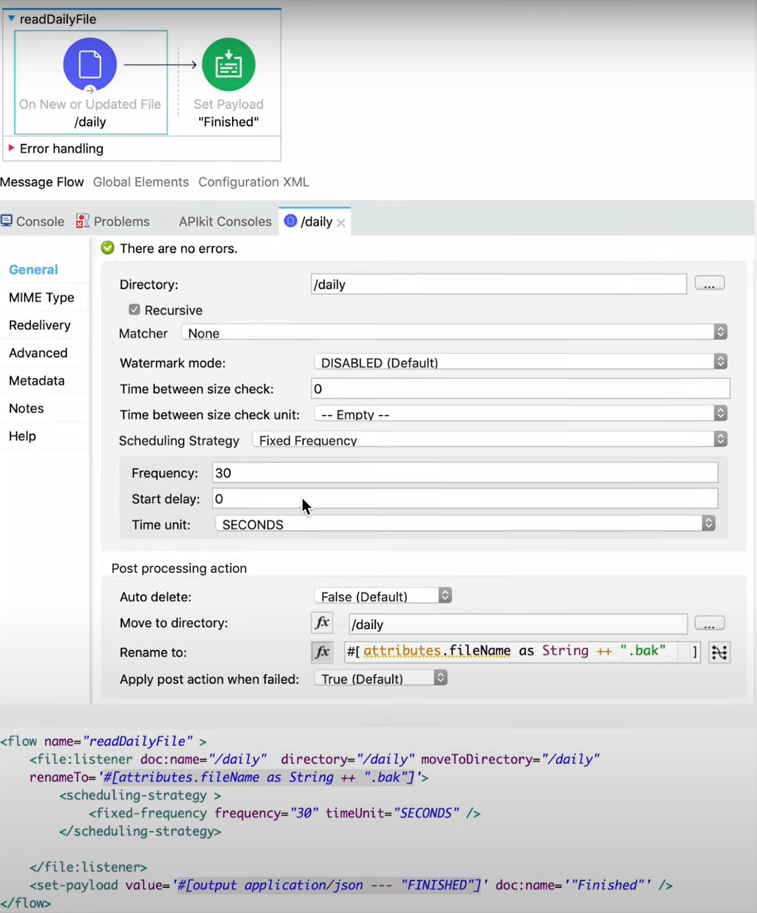 readDailyFile
On New or Updated File
Set Payload
/daily
"Finished"
Error handling
Message Flow Global Elements Configuration XML
Console Problems APIkit Consoles /daily
There are no errors.
General
MIME Type
Redelivery
Advanced
Metadata
Notes
Help
Directory: /daily ...
Recursive
Matcher None
Watermark mode: DISABLED (Default)
Time between size check: 0
Time between size check unit: -- Empty --
Scheduling Strategy Fixed Frequency
Frequency: 30
Start delay: 0
Time unit: SECONDS
Post processing action
Auto delete: False (Default)
Move to directory: fx /daily ...
Rename to: fx #[ attributes.fileName as String ++ ".bak" ]
Apply post action when failed: True (Default)
<flow name="readDailyFile" >
<file:listener doc:name="/daily" directory="/daily" moveToDirectory="/daily"
renameTo='#[attributes.fileName as String ++ ".bak"]'>
<scheduling-strategy >
<fixed-frequency frequency="30" timeUnit="SECONDS" />
</scheduling-strategy>
</file:listener>
<set-payload value='#[output application/json --- "FINISHED"]' doc:name='"Finished"' />
</flow>